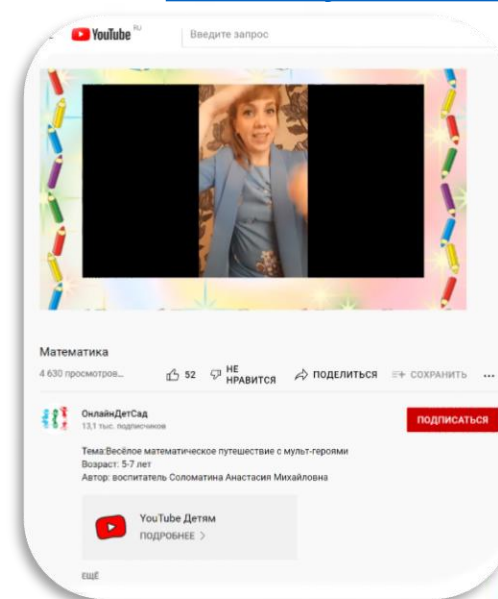 YouTube RU
Введите запрос
Математика
4 630 просмотров...
52
НЕ НРАВИТСЯ
ПОДЕЛИТЬСЯ
СОХРАНИТЬ
ОнлайнДетСад
13,1 тыс. подписчиков
ПОДПИСАТЬСЯ
Тема:Весёлое математическое путешествие с мульт-героями
Возраст: 5-7 лет
Автор: воспитатель Соломатина Анастасия Михайловна
YouTube Детям
ПОДРОБНЕЕ
ЕЩЁ